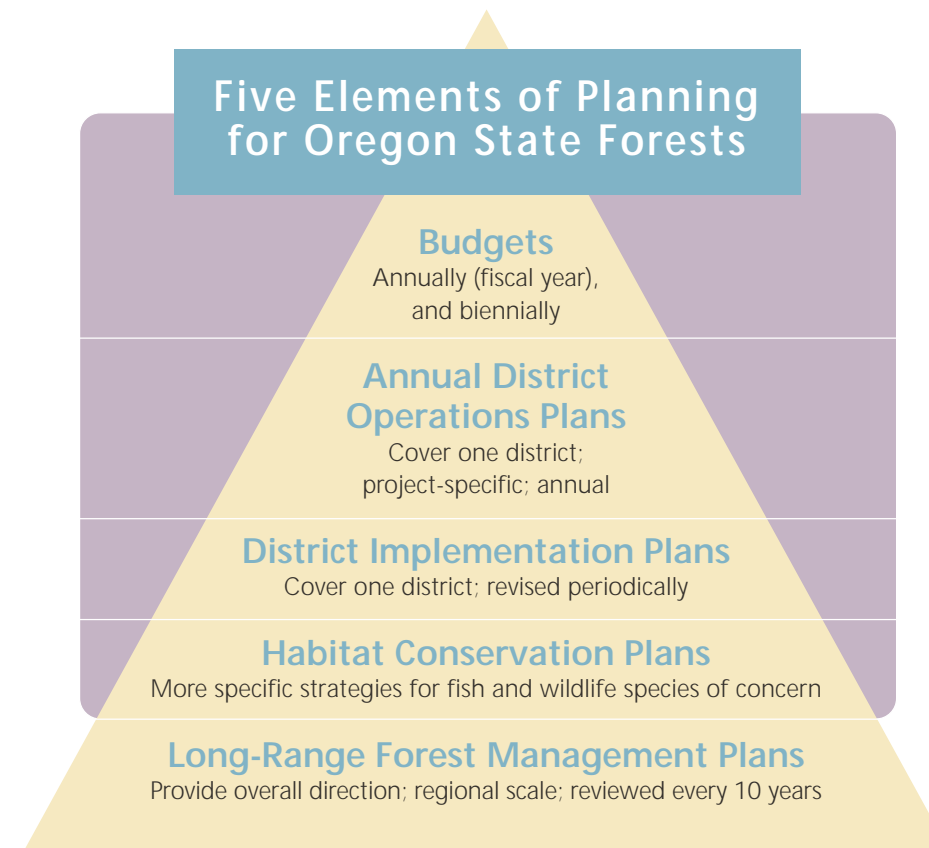 Five Elements of Planning
for Oregon State Forests
Budgets
Annually (fiscal year),
and biennially
Annual District
Operations Plans
Cover one district;
project-specific; annual
District Implementation Plans
Cover one district; revised periodically
Habitat Conservation Plans
More specific strategies for fish and wildlife species of concern
Long-Range Forest Management Plans
Provide overall direction; regional scale; reviewed every 10 years